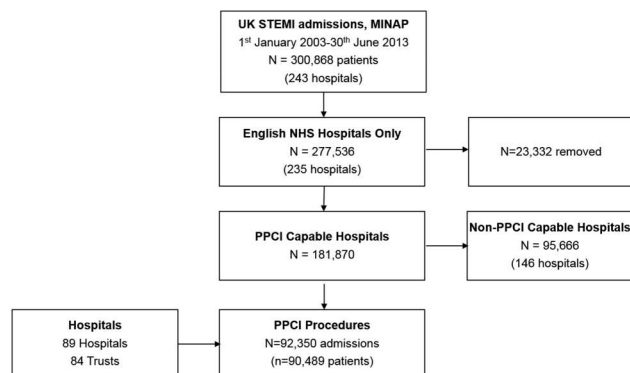 UK STEMI admissions, MINAP
1st January 2003-30th June 2013
N = 300,868 patients
(243 hospitals)
English NHS Hospitals Only
N = 277,536
(235 hospitals)
N=23,332 removed
PPCI Capable Hospitals
N = 181,870
Non-PPCI Capable Hospitals
N = 95,666
(146 hospitals)
Hospitals
89 Hospitals
84 Trusts
PPCI Procedures
N=92,350 admissions
(n=90,489 patients)